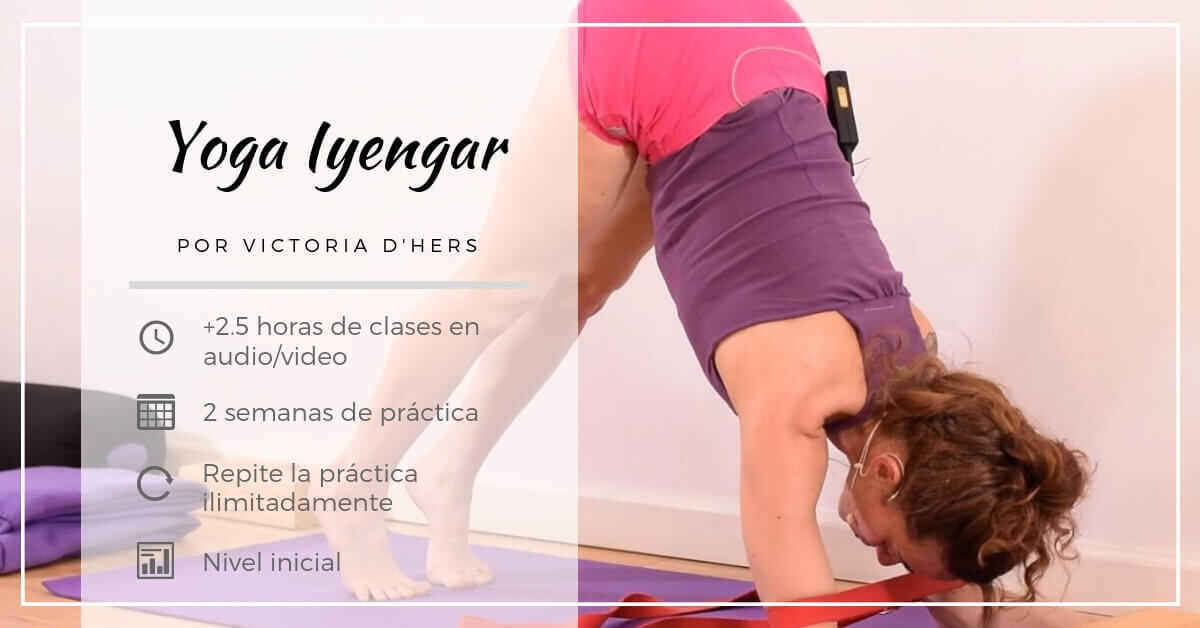 Yoga Iyengar
POR VICTORIA D'HERS
+2.5 horas de clases en
audio/video
2 semanas de práctica
Repite la práctica
ilimitadamente
Nivel inicial